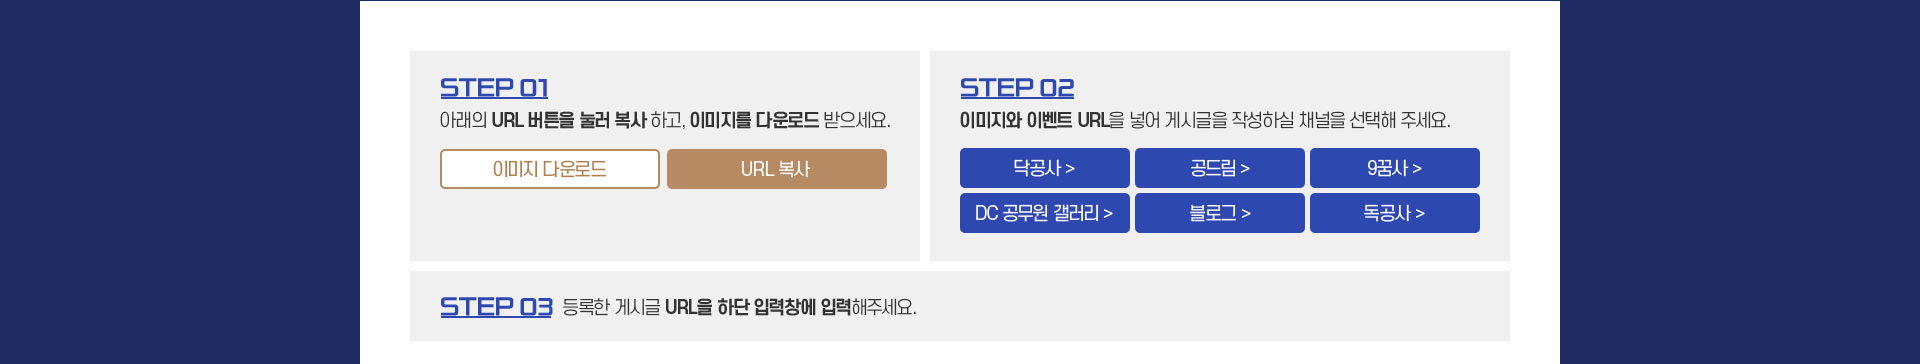 STEP 01
아래의 URL 버튼을 눌러 복사 하고, 이미지를 다운로드 받으세요.
이미지 다운로드
URL 복사
STEP 02
이미지와 이벤트 URL을 넣어 게시글을 작성하실 채널을 선택해 주세요.
닥공사 >
공드림 >
9꿈사 >
DC 공무원 갤러리 >
블로그 >
독공사 >
STEP 03 등록한 게시글 URL을 하단 입력창에 입력해주세요.